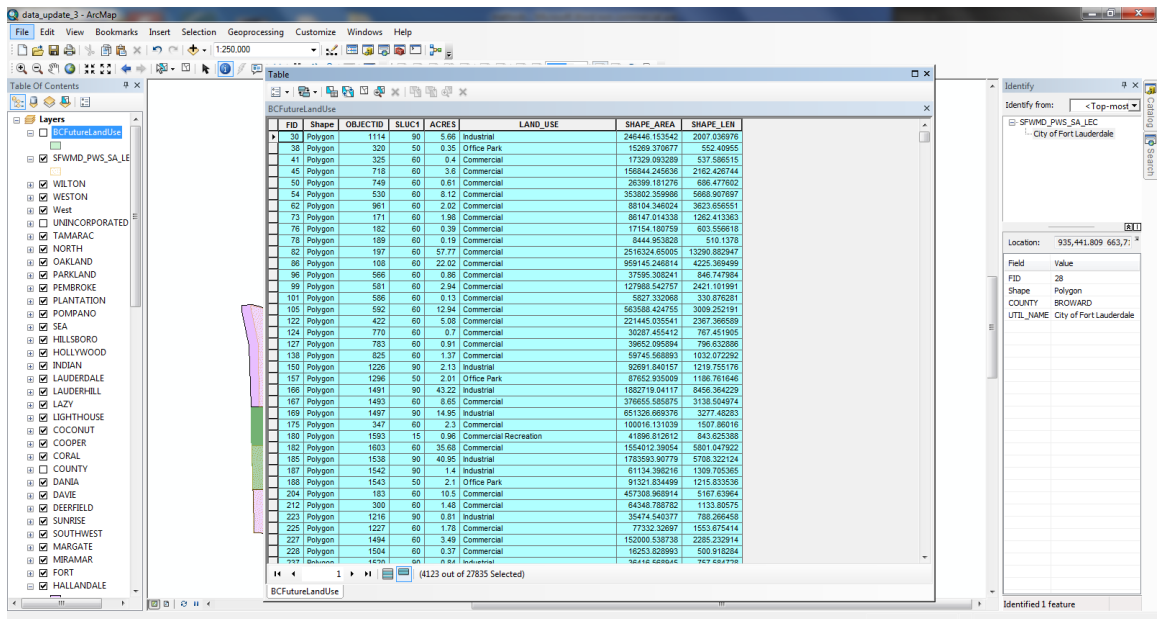 data_update_3 - ArcMap
File Edit View Bookmarks Insert Selection Geoprocessing Customize Windows Help
1:250,000
Table Of Contents
Layers
BCFutureLandUse
SFWMD_PWS_SA_LE
WILTON
WESTON
West
UNINCORPORATED
TAMARAC
NORTH
OAKLAND
PARKLAND
PEMBROKE
PLANTATION
POMPANO
SEA
HILLSBORO
HOLLYWOOD
INDIAN
LAUDERDALE
LAUDERHILL
LAZY
LIGHTHOUSE
COCONUT
COOPER
CORAL
COUNTY
DANIA
DAVIE
DEERFIELD
SUNRISE
SOUTHWEST
MARGATE
MIRAMAR
FORT
HALLANDALE
Table
BCFutureLandUse
FID Shape OBJECTID SLUC1 ACRES LAND_USE SHAPE_AREA SHAPE_LEN
30 Polygon 1114 90 5.66 Industrial 246446.153542 2007.036976
38 Polygon 320 50 0.35 Office Park 15269.370677 552.40955
41 Polygon 325 60 0.4 Commercial 17329.093289 537.586515
45 Polygon 718 60 3.6 Commercial 156844.245636 2162.426744
50 Polygon 749 60 0.61 Commercial 26399.181276 686.477602
54 Polygon 530 60 8.12 Commercial 353802.359986 5668.907697
62 Polygon 961 60 2.02 Commercial 88104.346024 3623.656551
73 Polygon 171 60 1.98 Commercial 86147.014338 1262.413363
76 Polygon 182 60 0.39 Commercial 17154.180759 603.556618
78 Polygon 189 60 0.19 Commercial 8444.953828 510.1378
82 Polygon 197 60 57.77 Commercial 2516324.65005 13290.882947
86 Polygon 108 60 22.02 Commercial 959145.246814 4225.369499
96 Polygon 566 60 0.86 Commercial 37595.308241 846.747984
99 Polygon 581 60 2.94 Commercial 127988.542757 2421.101991
101 Polygon 586 60 0.13 Commercial 5827.332068 330.876281
105 Polygon 592 60 12.94 Commercial 563588.424755 3009.252191
122 Polygon 422 60 5.08 Commercial 221445.035541 2367.366589
124 Polygon 770 60 0.7 Commercial 30287.455412 767.451905
127 Polygon 783 60 0.91 Commercial 39652.095894 796.632886
138 Polygon 825 60 1.37 Commercial 59745.568893 1032.072292
150 Polygon 1226 90 2.13 Industrial 92691.840157 1219.755176
157 Polygon 1296 50 2.01 Office Park 87652.935009 1186.761646
166 Polygon 1491 90 43.22 Industrial 1882719.04117 8456.364229
167 Polygon 1493 60 8.65 Commercial 376655.585875 3138.504974
169 Polygon 1497 90 14.95 Industrial 651326.669376 3277.48283
175 Polygon 347 60 2.3 Commercial 100016.131039 1507.86016
180 Polygon 1593 15 0.96 Commercial Recreation 41896.812612 843.625388
182 Polygon 1603 60 35.68 Commercial 1554012.39054 5801.047922
185 Polygon 1538 90 40.95 Industrial 1783593.90779 5708.322124
187 Polygon 1542 90 1.4 Industrial 61134.398216 1309.705365
188 Polygon 1543 50 2.1 Office Park 91321.834499 1215.833536
204 Polygon 183 60 10.5 Commercial 457308.968914 5167.63964
212 Polygon 300 60 1.48 Commercial 64348.788782 1133.80575
223 Polygon 1216 90 0.81 Industrial 35474.540377 788.266458
225 Polygon 1227 60 1.78 Commercial 77332.32697 1553.675414
227 Polygon 1494 60 3.49 Commercial 152000.538738 2285.232914
228 Polygon 1504 60 0.37 Commercial 16253.828993 500.918284
237 Polygon 1520 90 0.84 Industrial 36416.568945 757.584728
1 (4123 out of 27835 Selected)
BCFutureLandUse
Identify
Identify from: <Top-most
SFWMD_PWS_SA_LEC
City of Fort Lauderdale
Location: 935,441.809 663,7
Field Value
FID 28
Shape Polygon
COUNTY BROWARD
UTIL_NAME City of Fort Lauderdale
Identified 1 feature
Catalog
Search